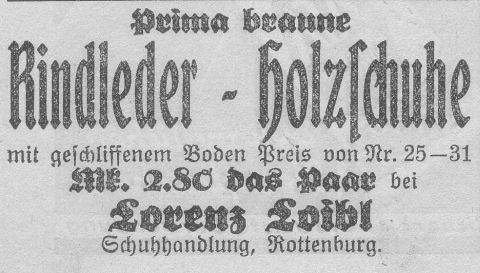 Prima braune
Rindleder - Holzschuhe
mit geschliffenem Boden Preis von Nr. 25—31
Mk. 2.80 das Paar bei
Lorenz Loibl
Schuhhandlung, Rottenburg.